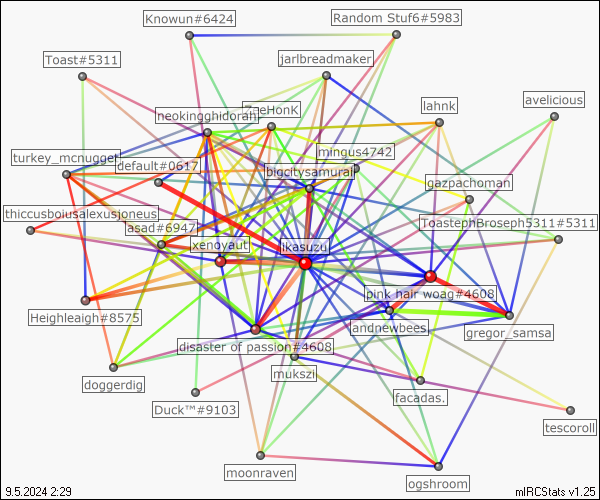 Knowun#6424
Random Stuf6#5983
Toast#5311
jarlbreadmaker
avelicious
lahnk
ZeeHonK
neokingghidorah
mingus4742
turkey_mcnugget
default#0617
bigcitysamurai
gazpachoman
thiccusboiusalexusjoneus
ToastephBroseph5311#5311
asad#6947
xenoyaut
likasuzu
pink hair woag#4608
Heighleaigh#8575
landnewbees
gregor_samsa
disaster of passion#4608
mukszi
doggerdig
facadas.
Duck™#9103
tescoroll
moonraven
ogshroom
9.5.2024 2:29
mIRCStats v1.25